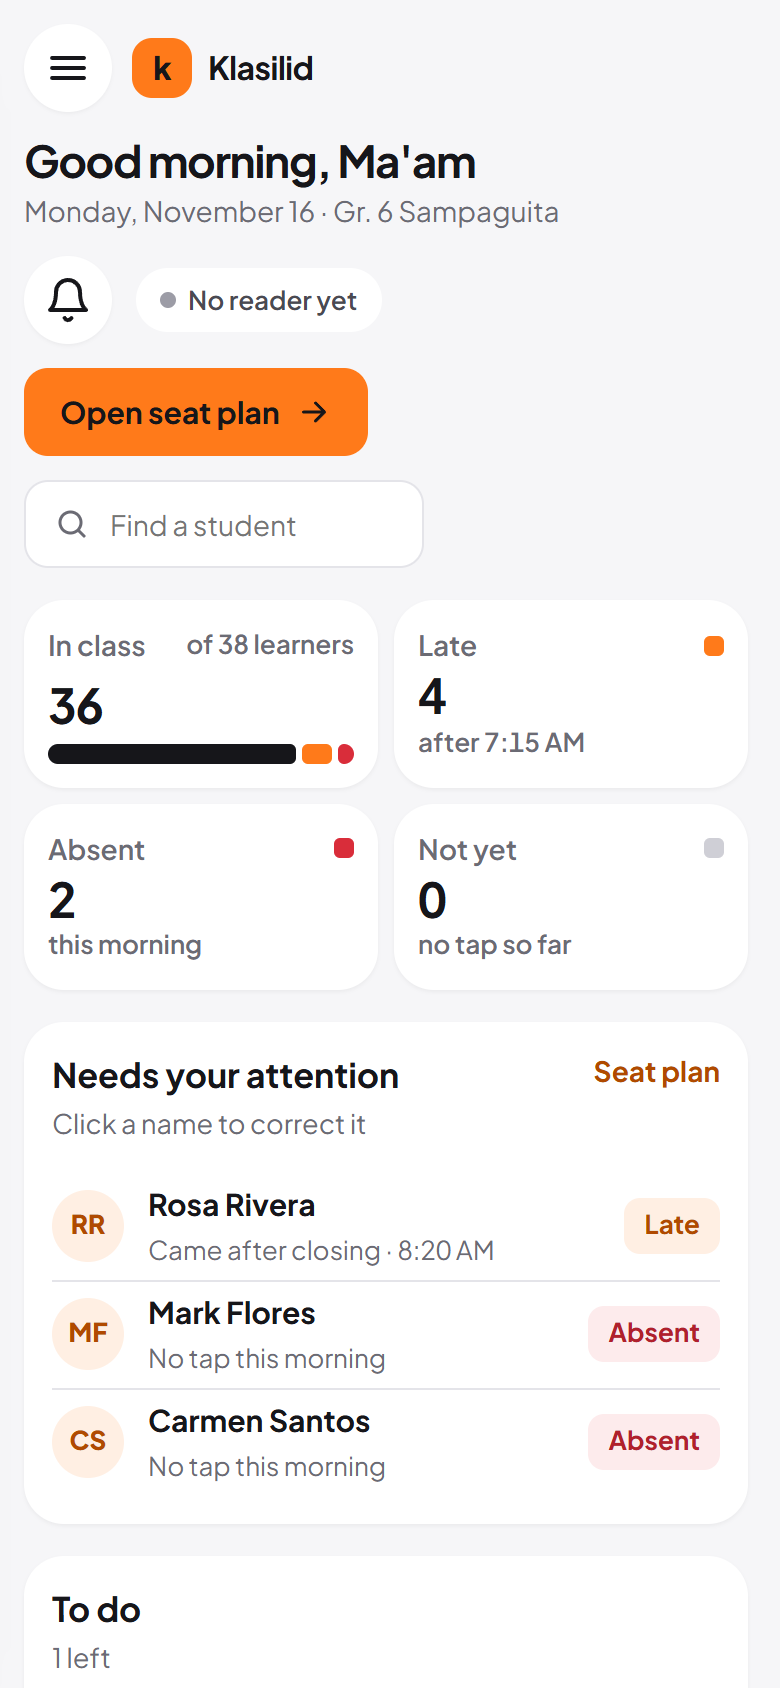 k Klasilid
Good morning, Ma'am
Monday, November 16 · Gr. 6 Sampaguita
No reader yet
Open seat plan →
Find a student
In class of 38 learners
36
Late
4
after 7:15 AM
Absent
2
this morning
Not yet
0
no tap so far
Needs your attention
Seat plan
Click a name to correct it
RR
Rosa Rivera
Came after closing · 8:20 AM
Late
MF
Mark Flores
No tap this morning
Absent
CS
Carmen Santos
No tap this morning
Absent
To do
1 left